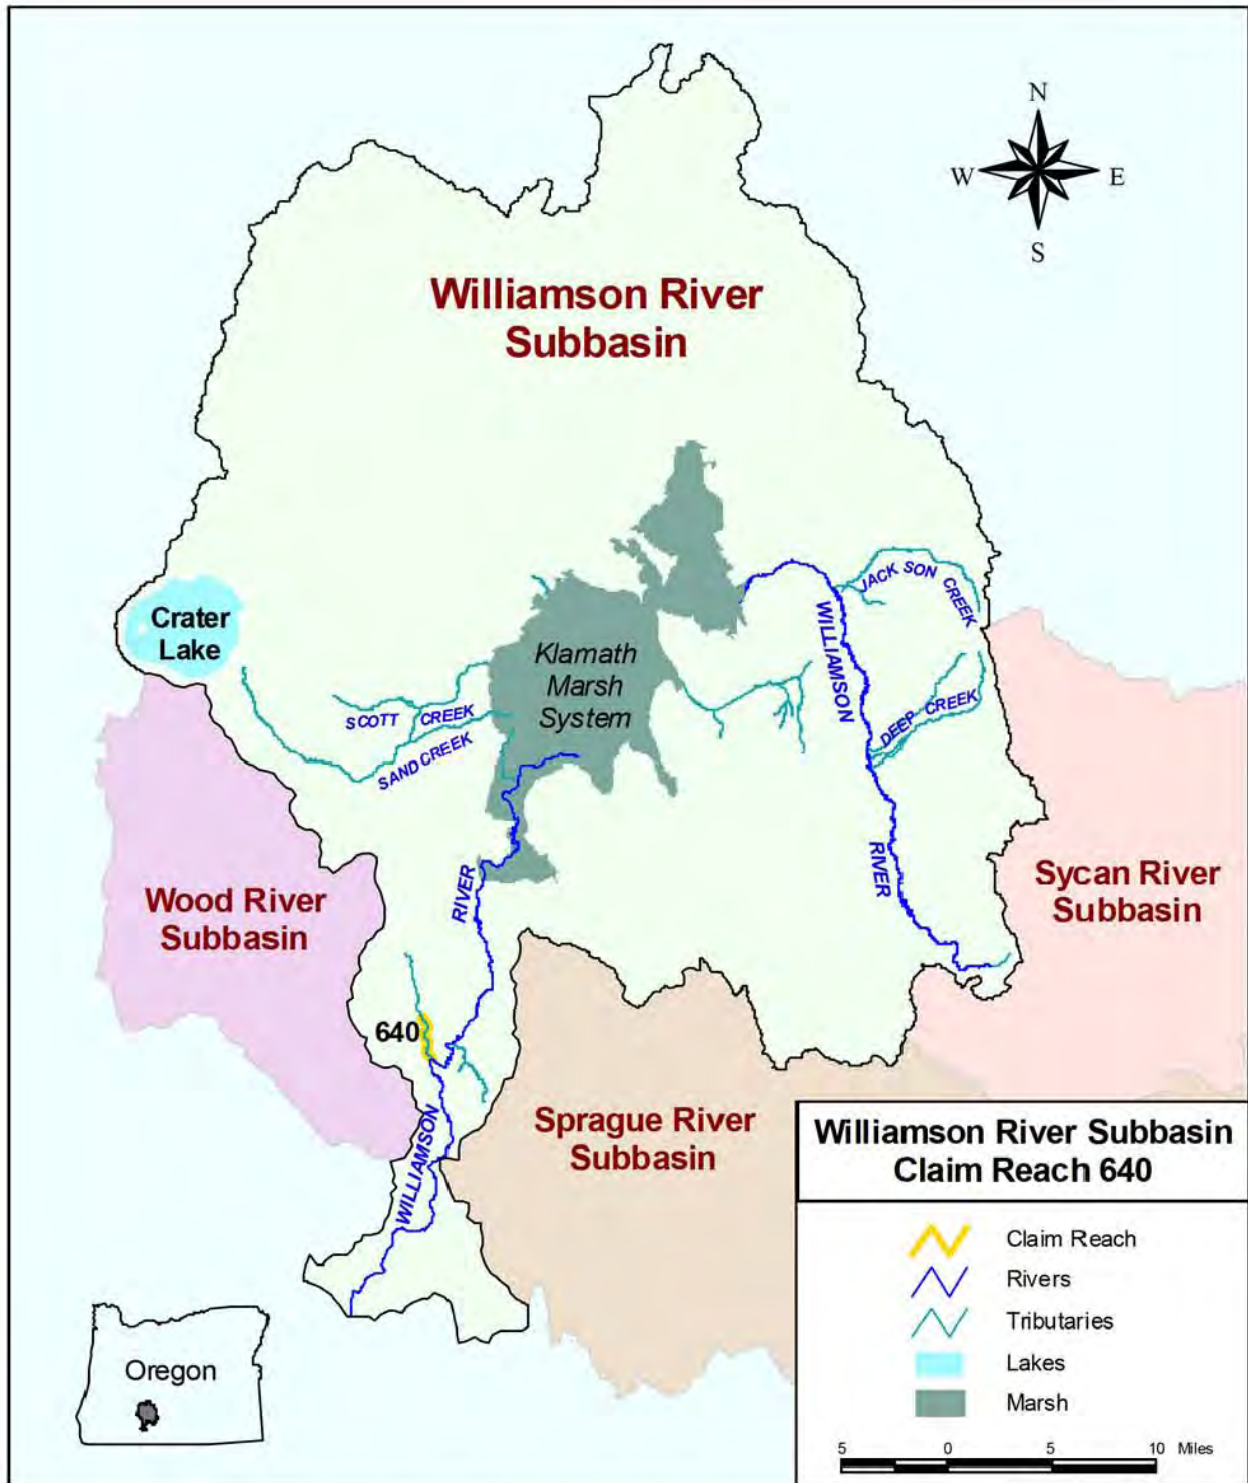 N
W
E
S
Williamson River
Subbasin
Crater
Lake
Klamath
Marsh
System
JACK SON CREEK
WILLIAMSON
SCOTT CREEK
SAND CREEK
DEEP CREEK
RIVER
RIVER
Wood River
Subbasin
Sycan River
Subbasin
640
Sprague River
Subbasin
WILLIAMSON
Williamson River Subbasin
Claim Reach 640
Claim Reach
Rivers
Tributaries
Lakes
Marsh
5 0 5 10 Miles
Oregon